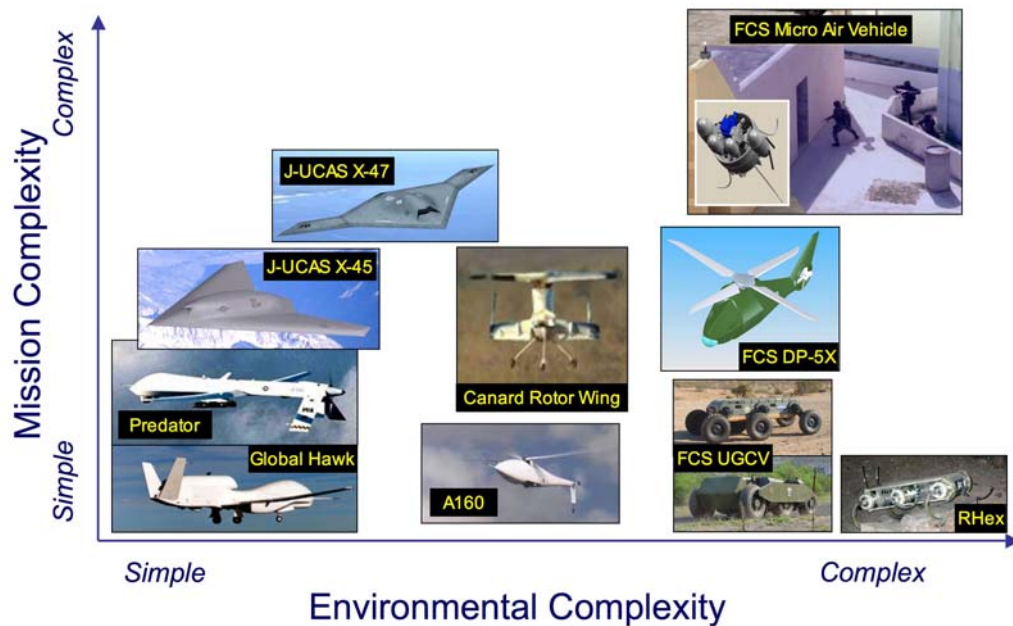 Mission Complexity
Complex
Simple
FCS Micro Air Vehicle
J-UCAS X-47
J-UCAS X-45
FCS DP-5X
Canard Rotor Wing
Predator
Global Hawk
A160
FCS UGCV
RHex
Simple
Complex
Environmental Complexity